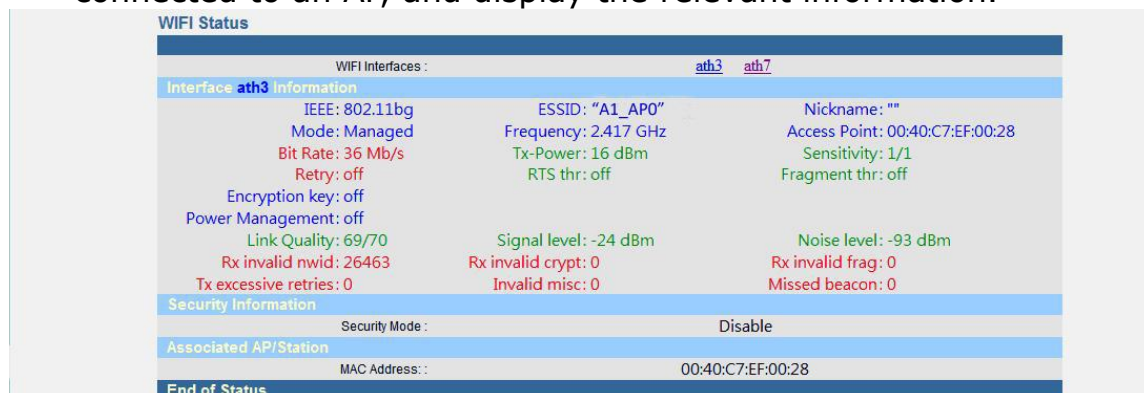 connected to an AP, and display the relevant information.
WIFI Status
WIFI Interfaces : ath3 ath7
Interface ath3 Information
IEEE: 802.11bg ESSID: “A1_AP0” Nickname: ""
Mode: Managed Frequency: 2.417 GHz Access Point: 00:40:C7:EF:00:28
Bit Rate: 36 Mb/s Tx-Power: 16 dBm Sensitivity: 1/1
Retry: off RTS thr: off Fragment thr: off
Encryption key: off
Power Management: off
Link Quality: 69/70 Signal level: -24 dBm Noise level: -93 dBm
Rx invalid nwid: 26463 Rx invalid crypt: 0 Rx invalid frag: 0
Tx excessive retries: 0 Invalid misc: 0 Missed beacon: 0
Security Information
Security Mode : Disable
Associated AP/Station
MAC Address: : 00:40:C7:EF:00:28
End of Status